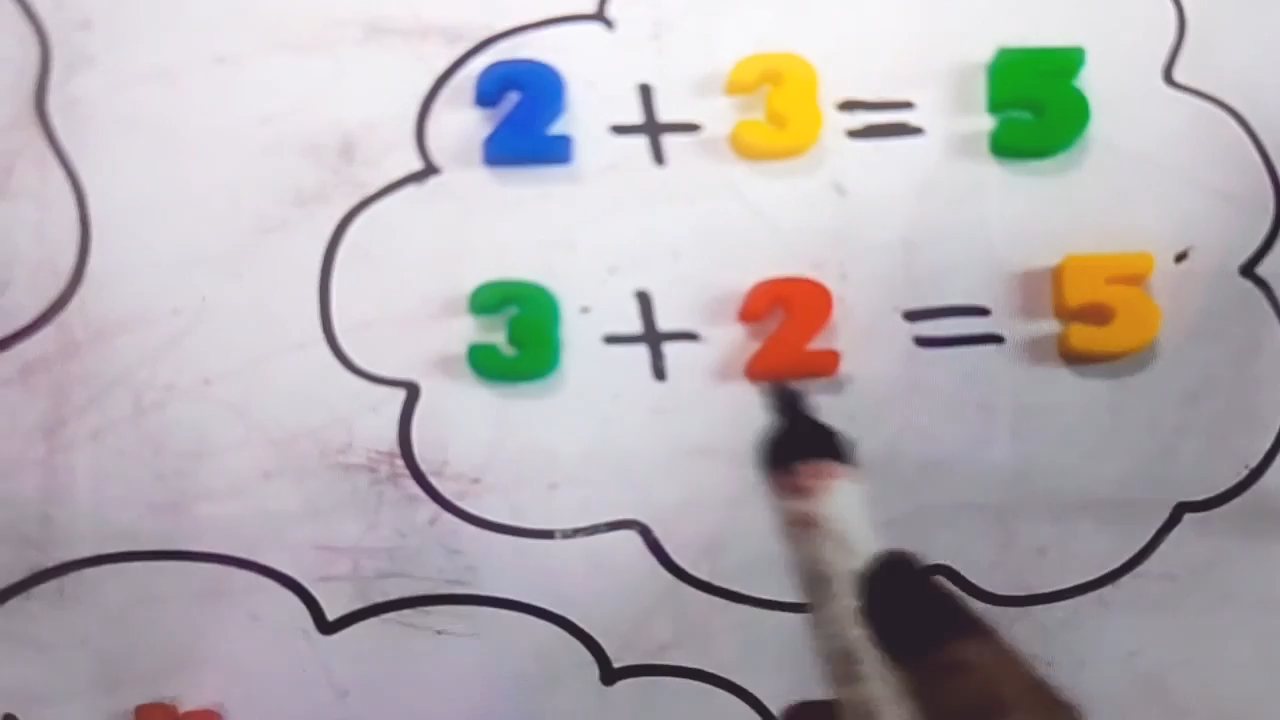 2 + 3 = 5
3 + 2 = 5